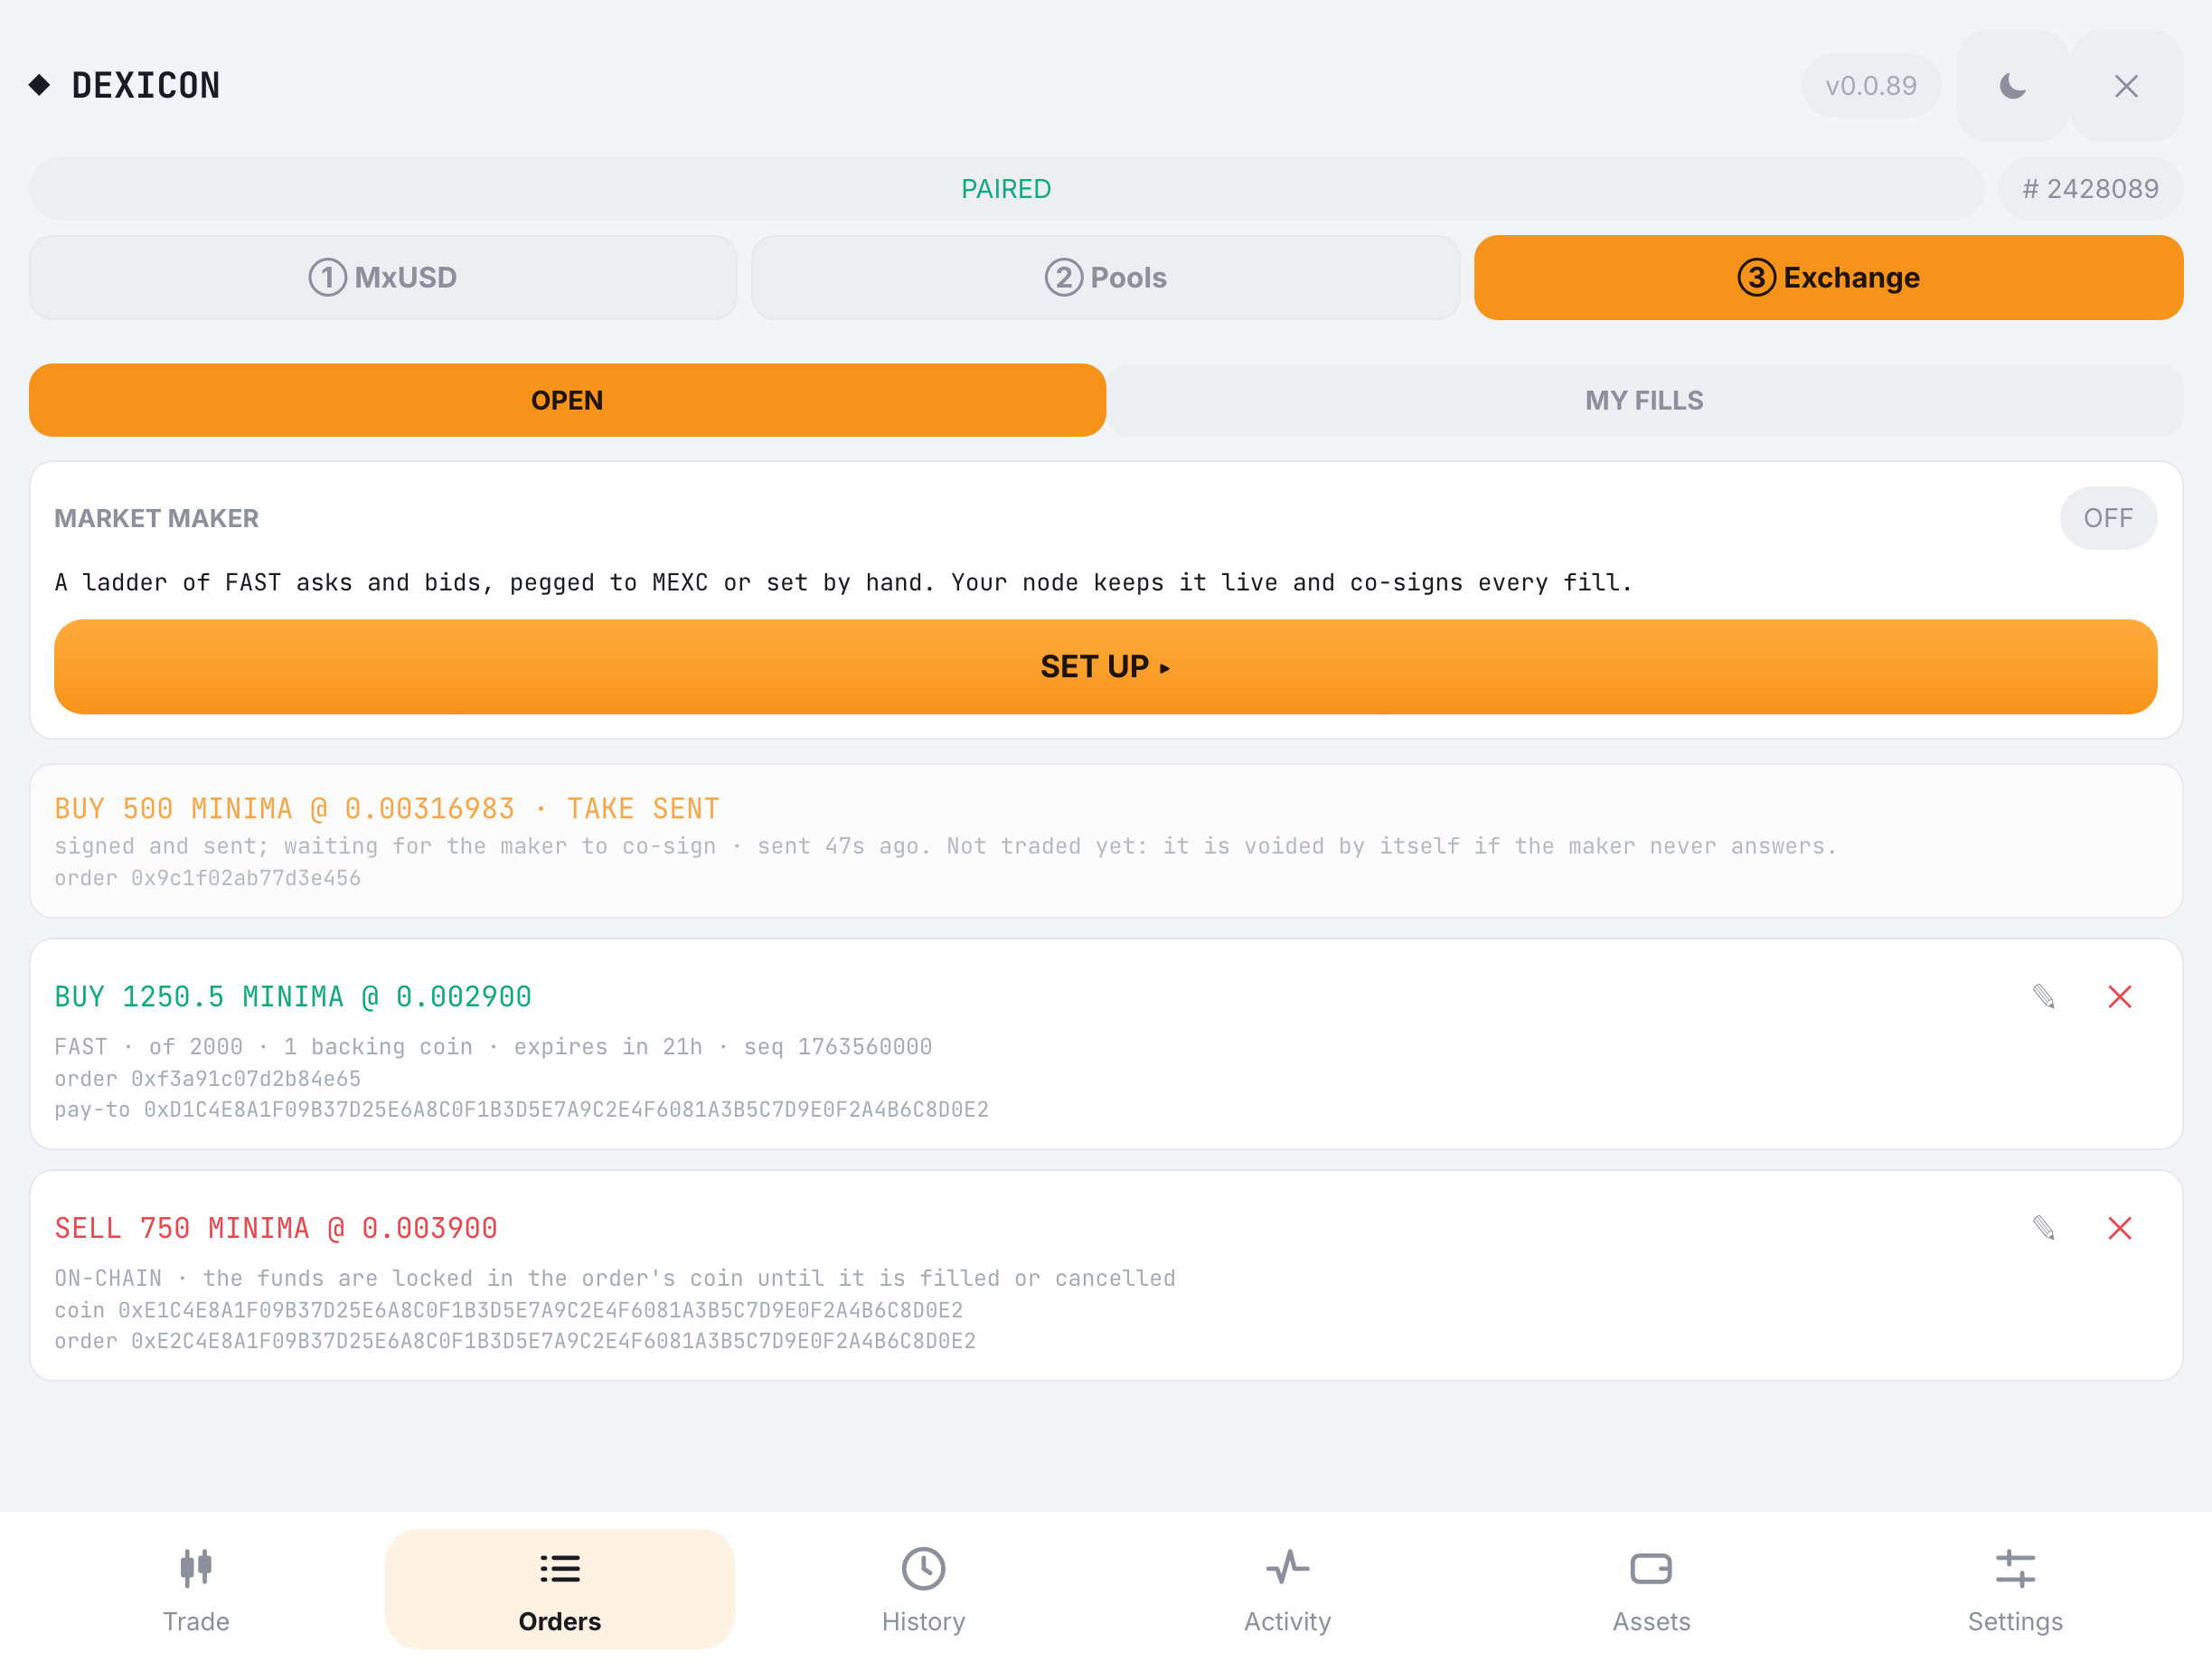 ◆ DEXICON
v0.0.89
PAIRED
# 2428089
① MxUSD
② Pools
③ Exchange
OPEN
MY FILLS
MARKET MAKER
OFF
A ladder of FAST asks and bids, pegged to MEXC or set by hand. Your node keeps it live and co-signs every fill.
SET UP ▸
BUY 500 MINIMA @ 0.00316983 · TAKE SENT
signed and sent; waiting for the maker to co-sign · sent 47s ago. Not traded yet: it is voided by itself if the maker never answers.
order 0x9c1f02ab77d3e456
BUY 1250.5 MINIMA @ 0.002900
FAST · of 2000 · 1 backing coin · expires in 21h · seq 1763560000
order 0xf3a91c07d2b84e65
pay-to 0xD1C4E8A1F09B37D25E6A8C0F1B3D5E7A9C2E4F6081A3B5C7D9E0F2A4B6C8D0E2
SELL 750 MINIMA @ 0.003900
ON-CHAIN · the funds are locked in the order's coin until it is filled or cancelled
coin 0xE1C4E8A1F09B37D25E6A8C0F1B3D5E7A9C2E4F6081A3B5C7D9E0F2A4B6C8D0E2
order 0xE2C4E8A1F09B37D25E6A8C0F1B3D5E7A9C2E4F6081A3B5C7D9E0F2A4B6C8D0E2
Trade
Orders
History
Activity
Assets
Settings